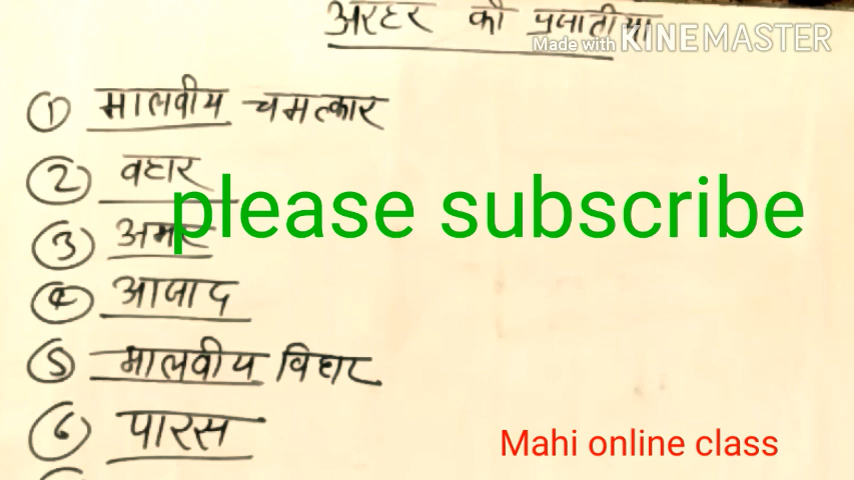 अरहर की प्रजातीया
Made with KINEMASTER
① मालवीय चमत्कार
② वहार
③ अमर
please subscribe
④ आजाद
⑤ मालवीय विहार
⑥ पारस
Mahi online class